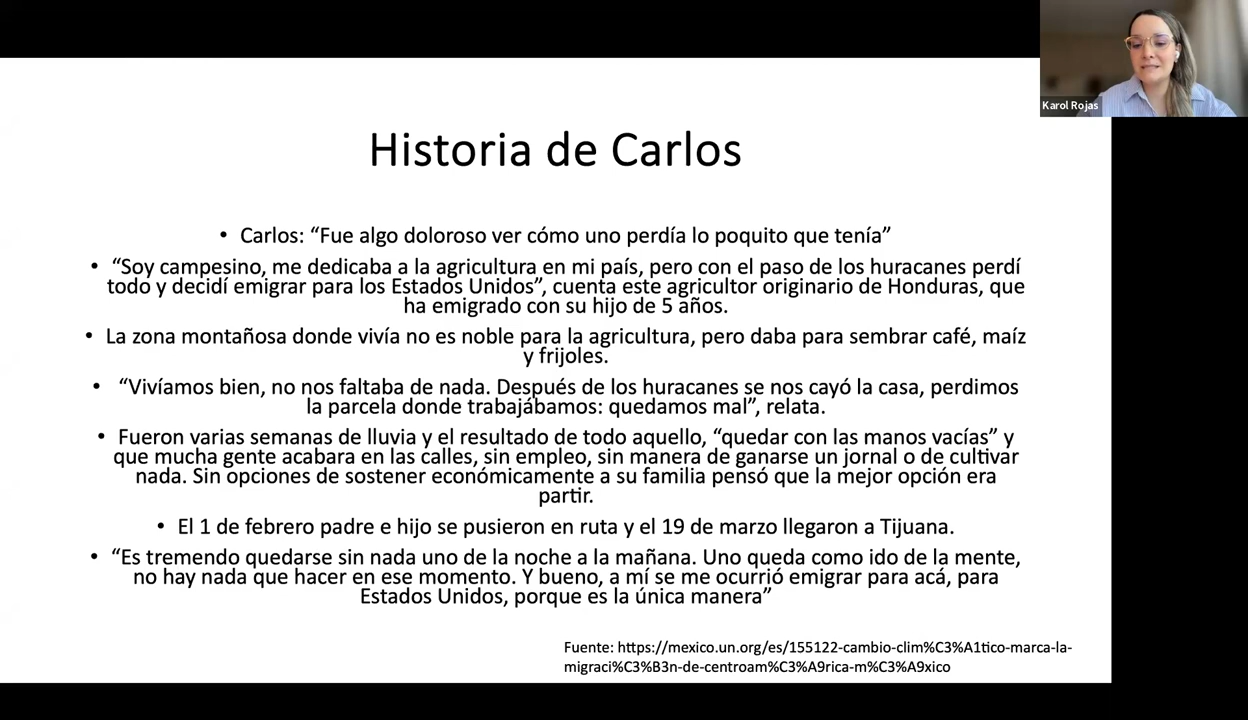 Karol Rojas
Historia de Carlos
• Carlos: “Fue algo doloroso ver cómo uno perdía lo poquito que tenía”
• “Soy campesino, me dedicaba a la agricultura en mi país, pero con el paso de los huracanes perdí
todo y decidí emigrar para los Estados Unidos”, cuenta este agricultor originario de Honduras, que
ha emigrado con su hijo de 5 años.
• La zona montañosa donde vivía no es noble para la agricultura, pero daba para sembrar café, maíz
y frijoles.
• “Vivíamos bien, no nos faltaba de nada. Después de los huracanes se nos cayó la casa, perdimos
la parcela donde trabajábamos: quedamos mal”, relata.
• Fueron varias semanas de lluvia y el resultado de todo aquello, “quedar con las manos vacías” y
que mucha gente acabara en las calles, sin empleo, sin manera de ganarse un jornal o de cultivar
nada. Sin opciones de sostener económicamente a su familia pensó que la mejor opción era
partir.
• El 1 de febrero padre e hijo se pusieron en ruta y el 19 de marzo llegaron a Tijuana.
• “Es tremendo quedarse sin nada uno de la noche a la mañana. Uno queda como ido de la mente,
no hay nada que hacer en ese momento. Y bueno, a mí se me ocurrió emigrar para acá, para
Estados Unidos, porque es la única manera”
Fuente: https://mexico.un.org/es/155122-cambio-clim%C3%A1tico-marca-la-
migraci%C3%B3n-de-centroam%C3%A9rica-m%C3%A9xico